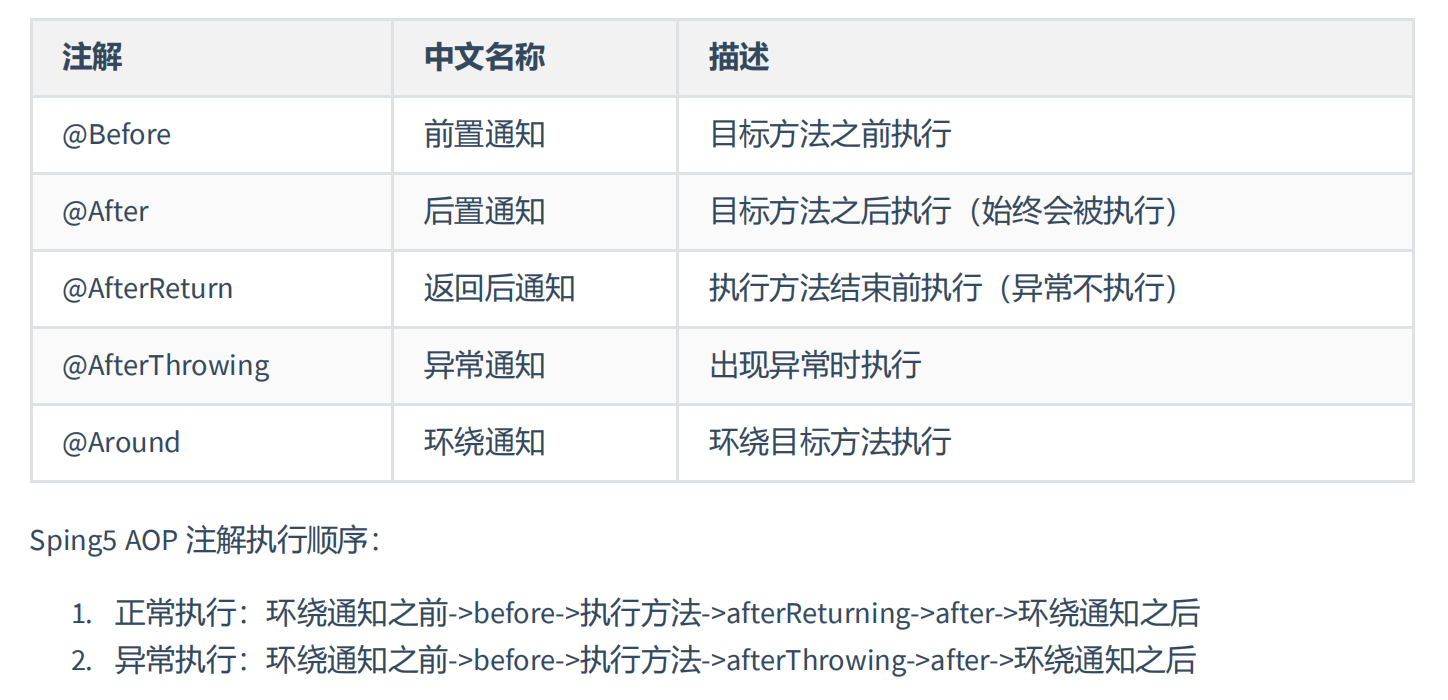 注解 中文名称 描述
@Before 前置通知 目标方法之前执行
@After 后置通知 目标方法之后执行（始终会被执行）
@AfterReturn 返回后通知 执行方法结束前执行（异常不执行）
@AfterThrowing 异常通知 出现异常时执行
@Around 环绕通知 环绕目标方法执行
Sping5 AOP 注解执行顺序：
1. 正常执行：环绕通知之前->before->执行方法->afterReturning->after->环绕通知之后
2. 异常执行：环绕通知之前->before->执行方法->afterThrowing->after->环绕通知之后